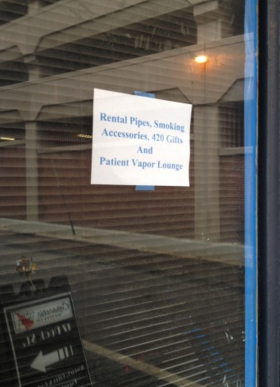 Rental Pipes, Smoking
Accessories, 420 Gifts
And
Patient Vapor Lounge